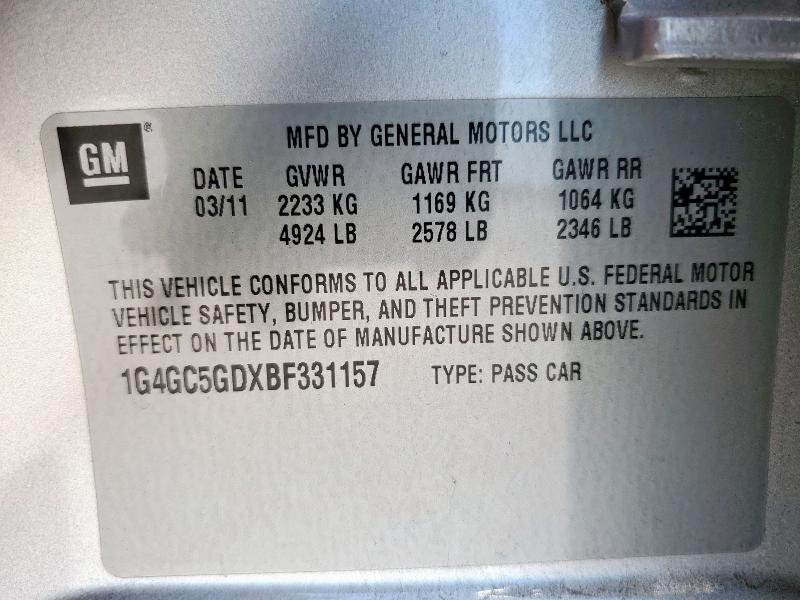 GM®
MFD BY GENERAL MOTORS LLC
DATE GVWR GAWR FRT GAWR RR
03/11 2233 KG 1169 KG 1064 KG
4924 LB 2578 LB 2346 LB
THIS VEHICLE CONFORMS TO ALL APPLICABLE U.S. FEDERAL MOTOR
VEHICLE SAFETY, BUMPER, AND THEFT PREVENTION STANDARDS IN
EFFECT ON THE DATE OF MANUFACTURE SHOWN ABOVE.
1G4GC5GDXBF331157 TYPE: PASS CAR